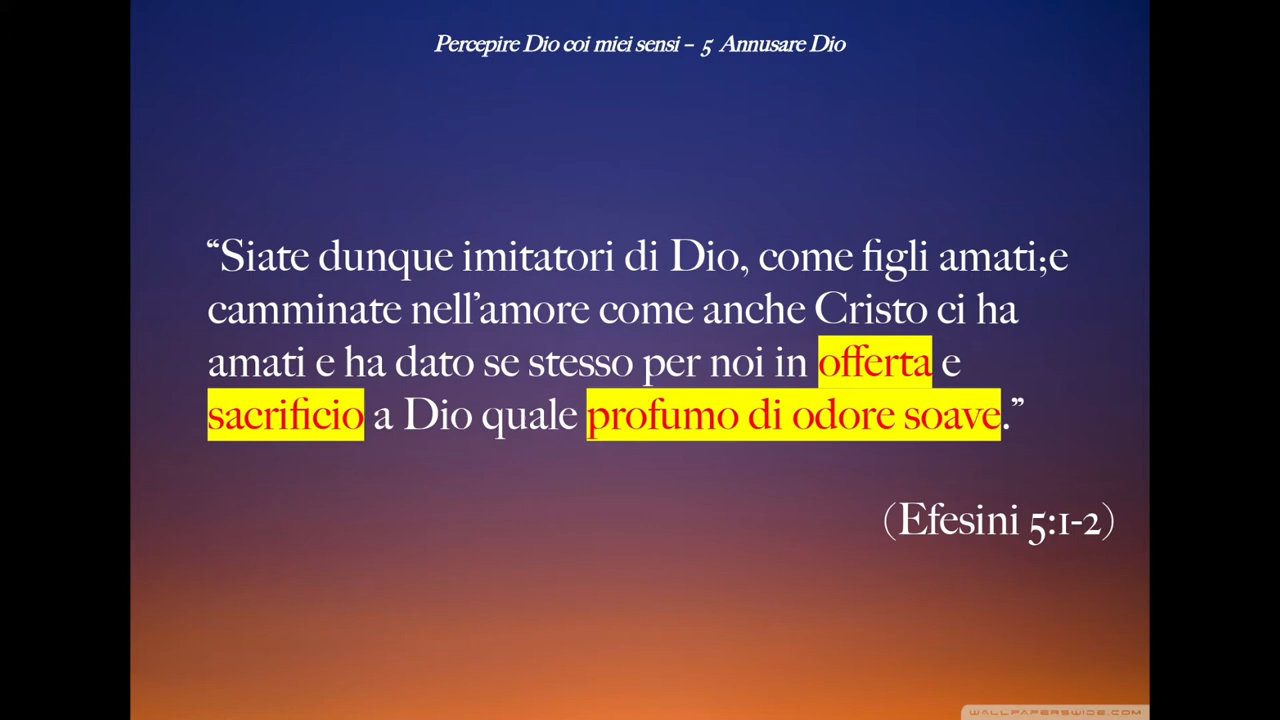 Percepire Dio coi miei sensi – 5 Annusare Dio
“Siate dunque imitatori di Dio, come figli amati;e
camminate nell’amore come anche Cristo ci ha
amati e ha dato se stesso per noi in offerta e
sacrificio a Dio quale profumo di odore soave.”
(Efesini 5:1-2)
WALLPAPERSWIDE.COM